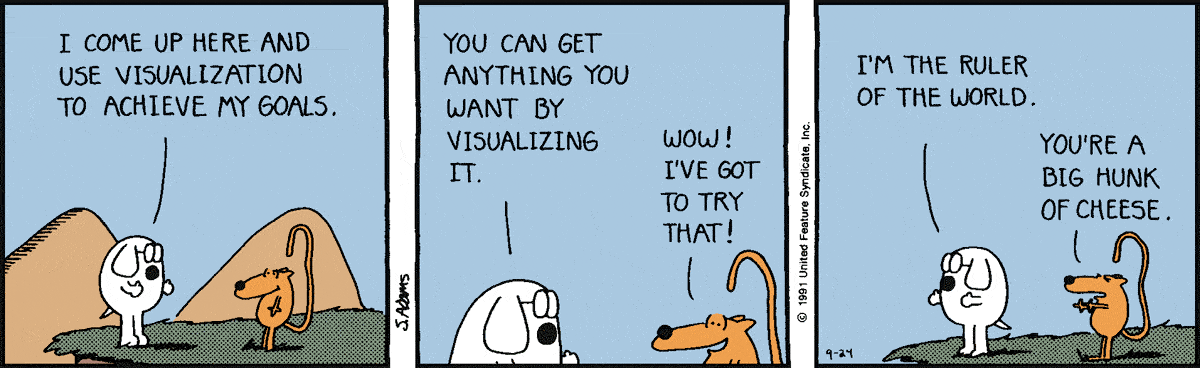 I COME UP HERE AND
USE VISUALIZATION
TO ACHIEVE MY GOALS.
YOU CAN GET
ANYTHING YOU
WANT BY
VISUALIZING
IT.
WOW!
I'VE GOT
TO TRY
THAT!
S.Adams
© 1991 United Feature Syndicate, Inc.
I'M THE RULER
OF THE WORLD.
YOU'RE A
BIG HUNK
OF CHEESE.
9-24